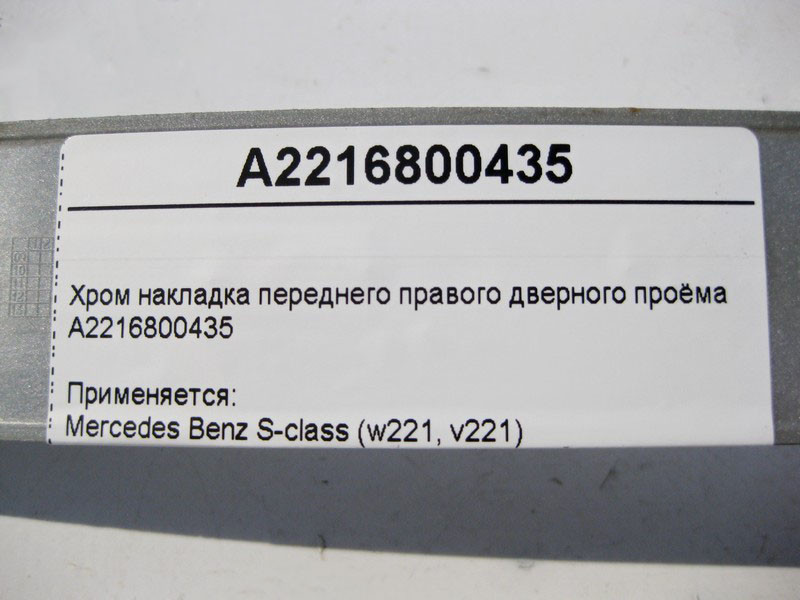 A2216800435
Хром накладка переднего правого дверного проёма
A2216800435
Применяется:
Mercedes Benz S-class (w221, v221)